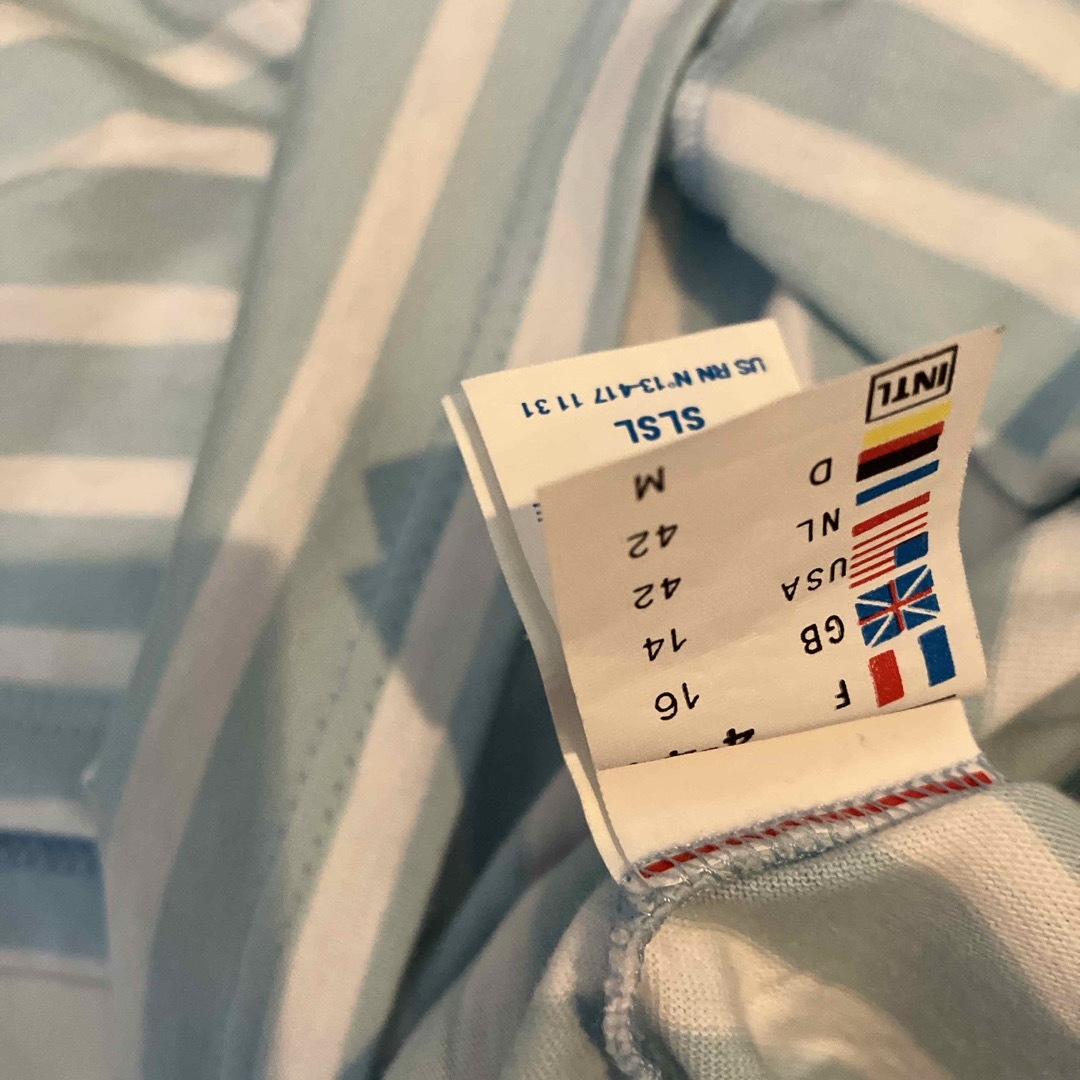 F
GB 16
USA 14
NL 42
D 42
INTL M
SLSL
US RN N°13-417 11 31